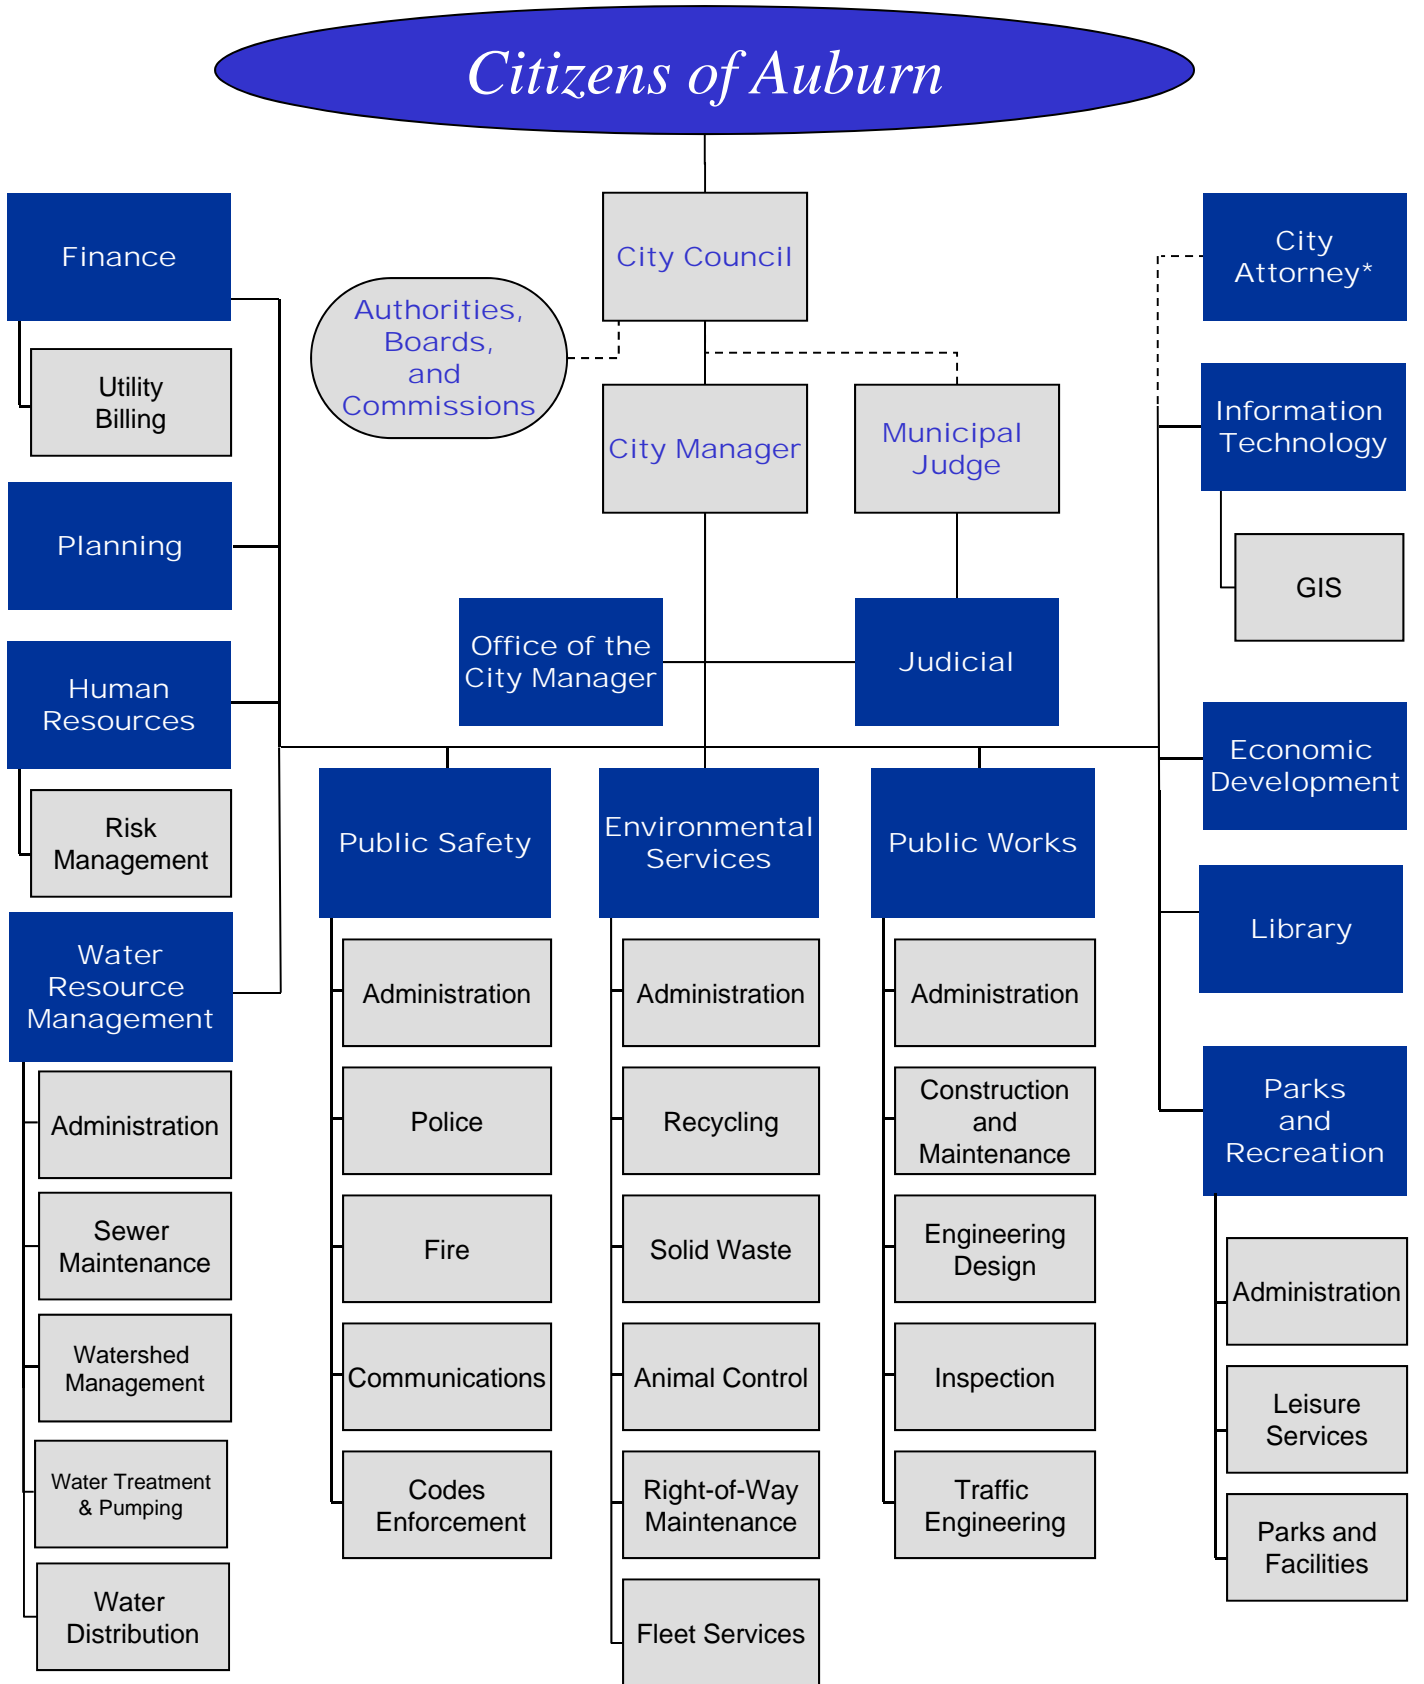 Citizens of Auburn
Finance
Utility
Billing
Planning
Human
Resources
Risk
Management
Water
Resource
Management
Administration
Sewer
Maintenance
Watershed
Management
Water Treatment
& Pumping
Water
Distribution
City Council
Authorities,
Boards,
and
Commissions
City Manager
Municipal
Judge
Office of the
City Manager
Judicial
Public Safety
Administration
Police
Fire
Communications
Codes
Enforcement
Environmental
Services
Administration
Recycling
Solid Waste
Animal Control
Right-of-Way
Maintenance
Fleet Services
Public Works
Administration
Construction
and
Maintenance
Engineering
Design
Inspection
Traffic
Engineering
City
Attorney*
Information
Technology
GIS
Economic
Development
Library
Parks
and
Recreation
Administration
Leisure
Services
Parks and
Facilities